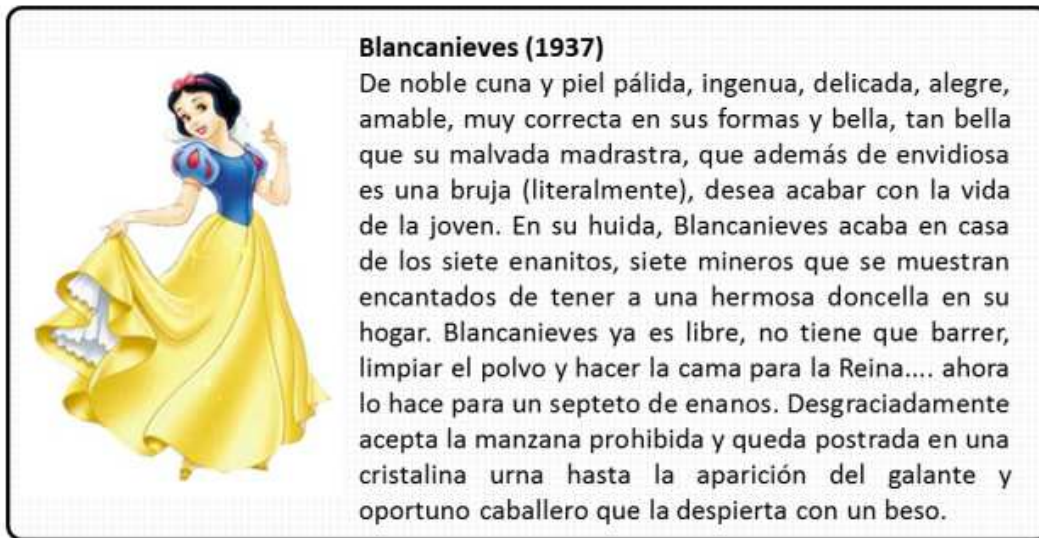 Blancanieves (1937)
De noble cuna y piel pálida, ingenua, delicada, alegre,
amable, muy correcta en sus formas y bella, tan bella
que su malvada madrastra, que además de envidiosa
es una bruja (literalmente), desea acabar con la vida
de la joven. En su huida, Blancanieves acaba en casa
de los siete enanitos, siete mineros que se muestran
encantados de tener a una hermosa doncella en su
hogar. Blancanieves ya es libre, no tiene que barrer,
limpiar el polvo y hacer la cama para la Reina.... ahora
lo hace para un septeto de enanos. Desgraciadamente
acepta la manzana prohibida y queda postrada en una
cristalina urna hasta la aparición del galante y
oportuno caballero que la despierta con un beso.